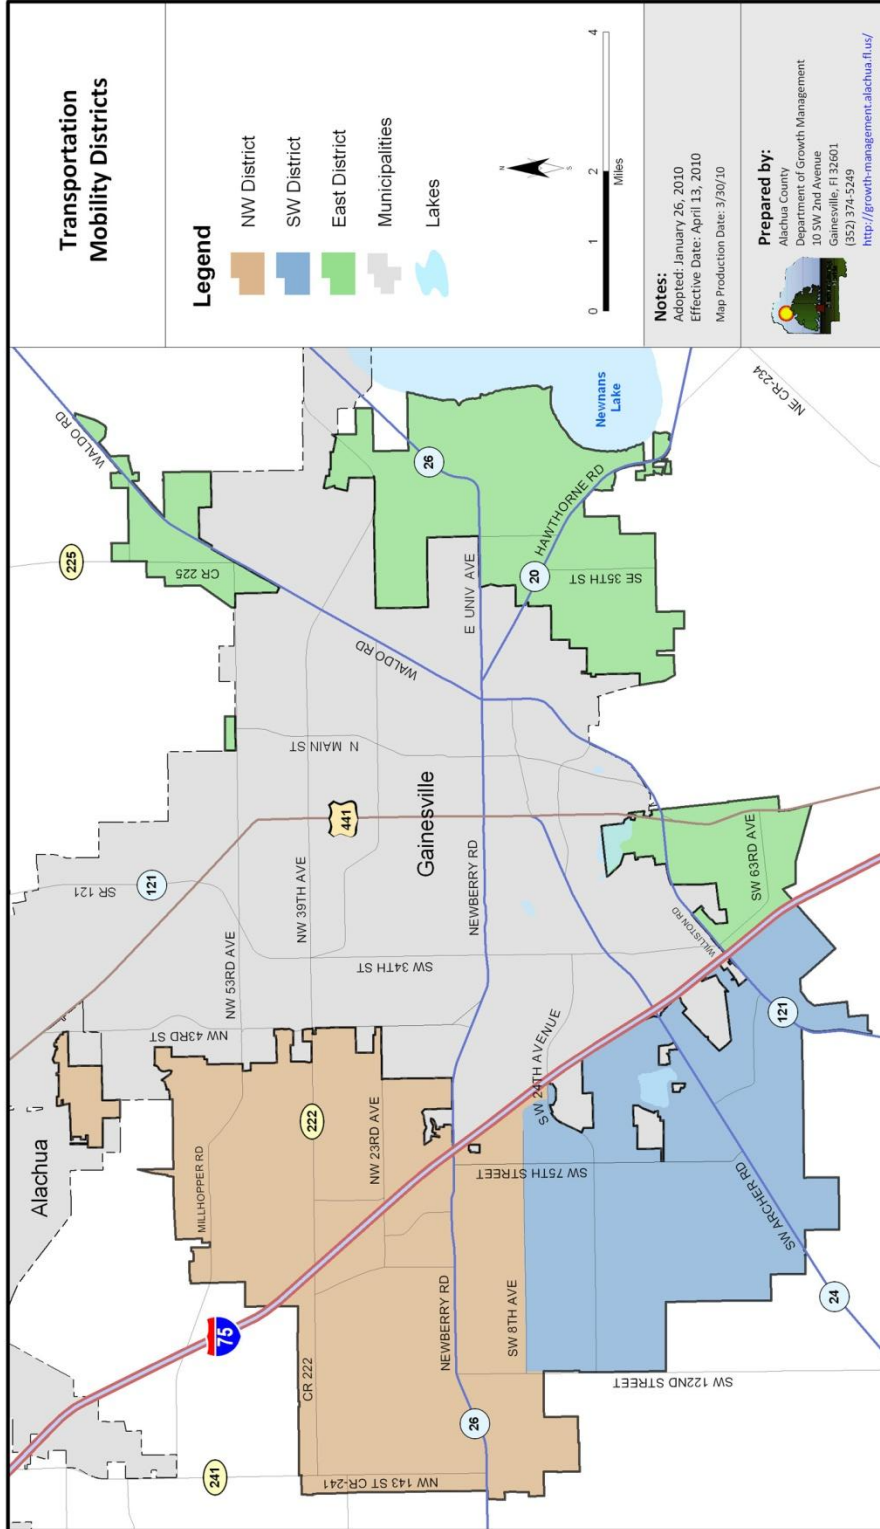 Transportation
Mobility Districts
Legend
NW District
SW District
East District
Municipalities
Lakes
N
S
0
1
2
4
Miles
Notes:
Adopted: January 26, 2010
Effective Date: April 13, 2010
Map Production Date: 3/30/10
Prepared by:
Alachua County
Department of Growth Management
10 SW 2nd Avenue
Gainesville, Fl 32601
(352) 374-5249
http://growth-management.alachua.fl.us/
Alachua
Gainesville
Newnans
Lake
WALDO RD
225
CR 225
26
HAWTHORNE RD
20
SE 35TH ST
NE CR-234
E UNIV AVE
WALDO RD
N MAIN ST
441
121
SR 121
NW 39TH AVE
NW 53RD AVE
NEWBERRY RD
SW 34TH ST
NW 43RD ST
SW 63RD AVE
WILLISTON RD
121
SW 24TH AVENUE
222
NW 23RD AVE
MILLHOPPER RD
SW 75TH STREET
SW ARCHER RD
24
75
CR 222
NEWBERRY RD
SW 8TH AVE
SW 122ND STREET
26
241
NW 143 ST CR-241